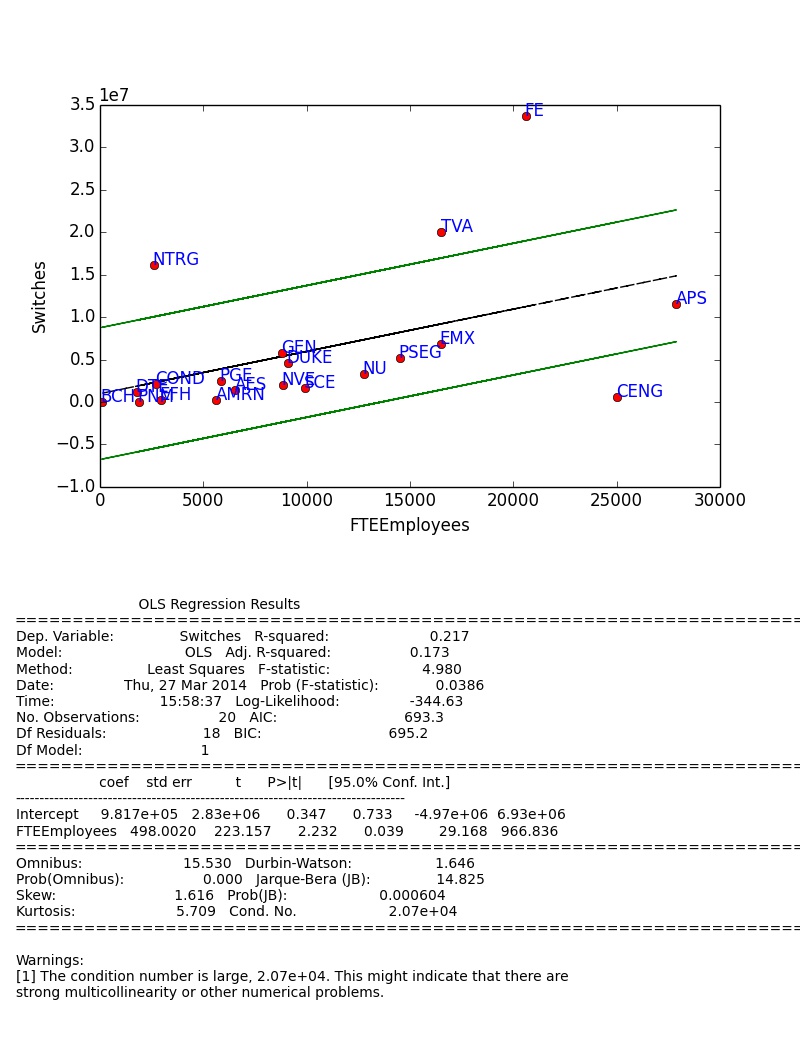 1e7
3.5
3.0
2.5
2.0
1.5
1.0
0.5
0.0
−0.5
−1.0
Switches
FE
TVA
NTRG
APS
EMX
GEN
DUKE
PSEG
NU
COND
PGE
AES
NVE
SCE
CENG
DTE
BCH
PNM
EFH
AMRN
0 5000 10000 15000 20000 25000 30000
FTEEmployees
OLS Regression Results
==============================================================================
Dep. Variable: Switches R-squared: 0.217
Model: OLS Adj. R-squared: 0.173
Method: Least Squares F-statistic: 4.980
Date: Thu, 27 Mar 2014 Prob (F-statistic): 0.0386
Time: 15:58:37 Log-Likelihood: -344.63
No. Observations: 20 AIC: 693.3
Df Residuals: 18 BIC: 695.2
Df Model: 1
==============================================================================
coef std err t P>|t| [95.0% Conf. Int.]
------------------------------------------------------------------------------
Intercept 9.817e+05 2.83e+06 0.347 0.733 -4.97e+06 6.93e+06
FTEEmployees 498.0020 223.157 2.232 0.039 29.168 966.836
==============================================================================
Omnibus: 15.530 Durbin-Watson: 1.646
Prob(Omnibus): 0.000 Jarque-Bera (JB): 14.825
Skew: 1.616 Prob(JB): 0.000604
Kurtosis: 5.709 Cond. No. 2.07e+04
==============================================================================
Warnings:
[1] The condition number is large, 2.07e+04. This might indicate that there are
strong multicollinearity or other numerical problems.